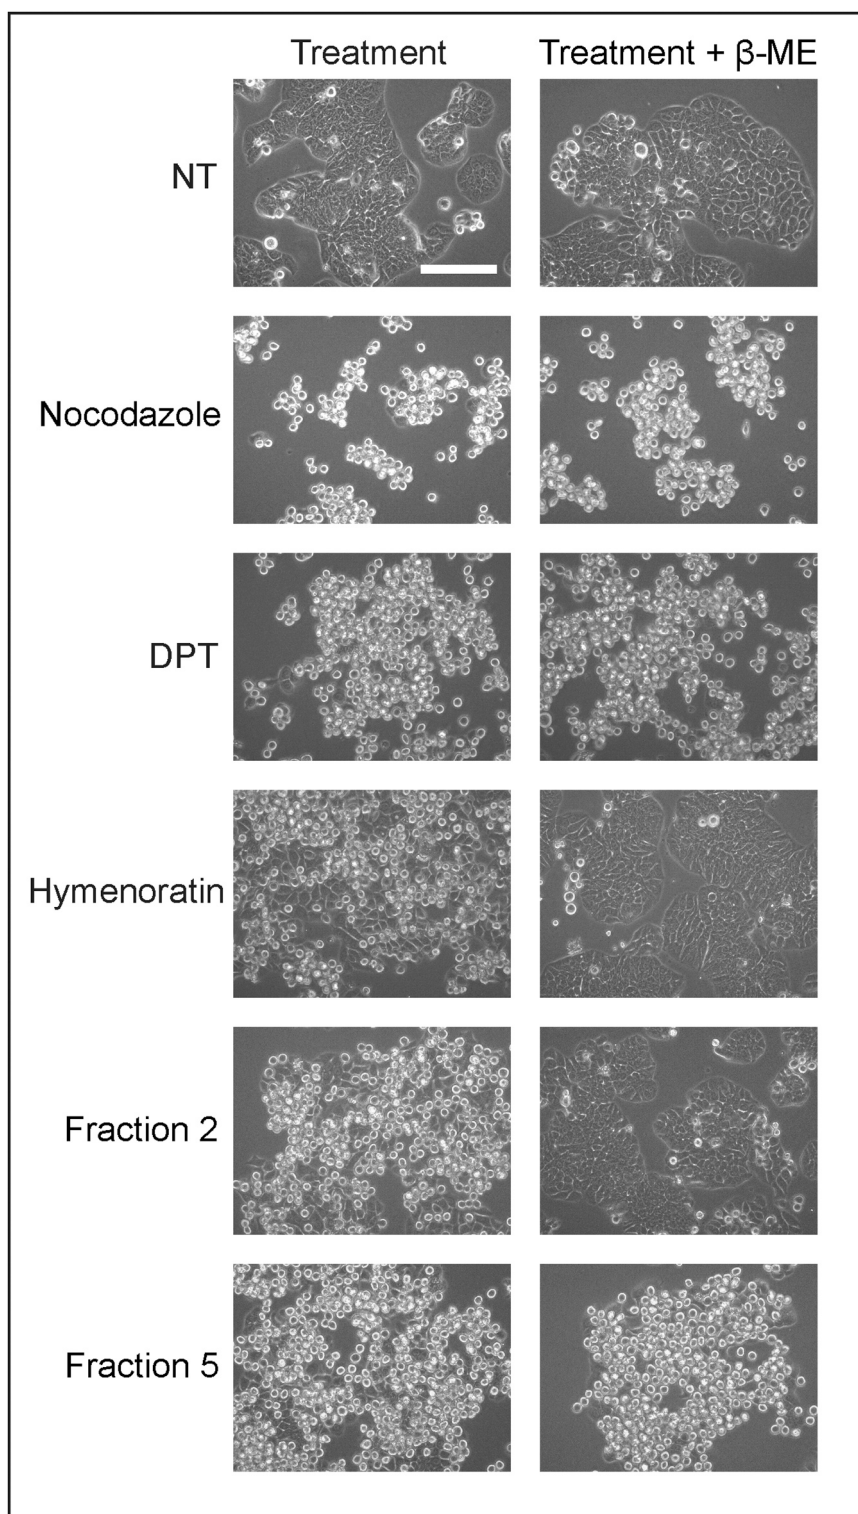 Treatment
Treatment + β-ME
NT
Nocodazole
DPT
Hymenoratin
Fraction 2
Fraction 5